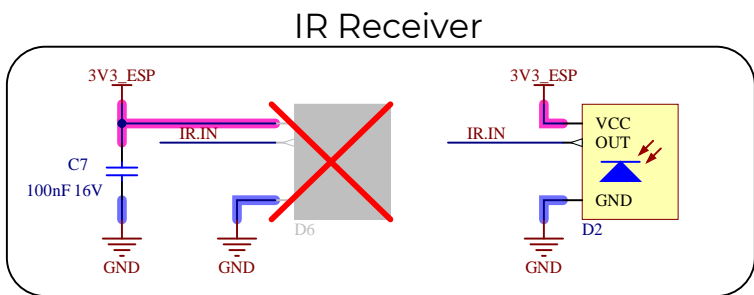 IR Receiver
3V3_ESP
IR.IN
C7
100nF 16V
GND
GND
D6
3V3_ESP
IR.IN
VCC
OUT
GND
D2
GND